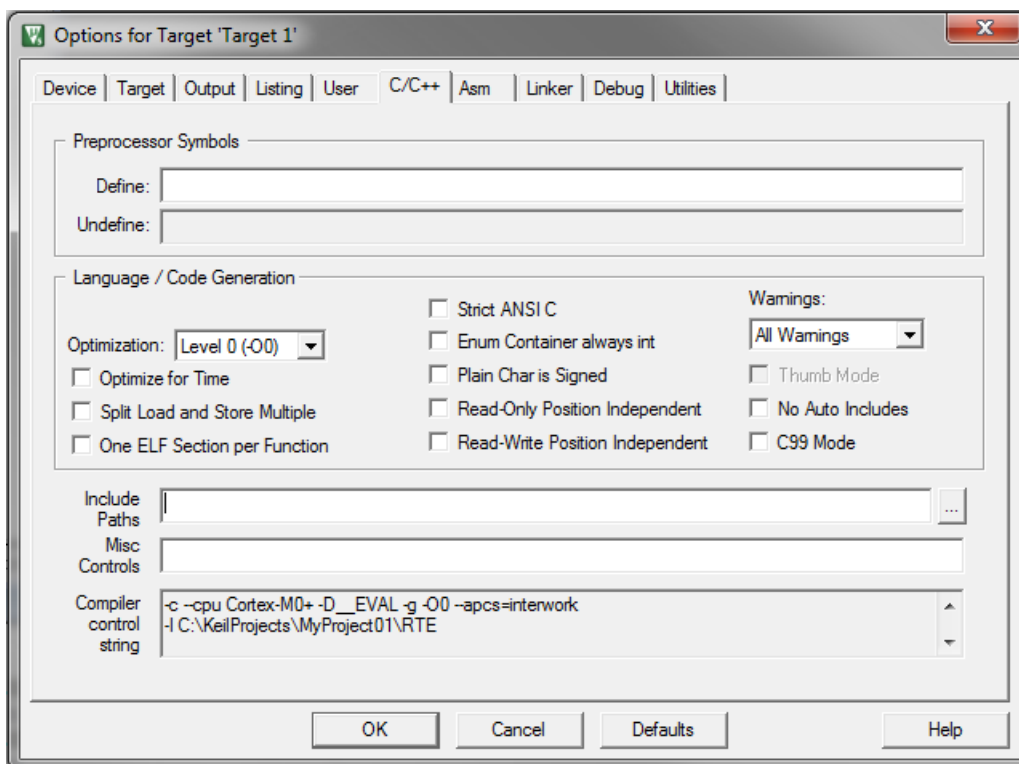 Options for Target 'Target 1'
Device Target Output Listing User C/C++ Asm Linker Debug Utilities
Preprocessor Symbols
Define:
Undefine:
Language / Code Generation
Optimization: Level 0 (-O0)
Optimize for Time
Split Load and Store Multiple
One ELF Section per Function
Strict ANSI C
Enum Container always int
Plain Char is Signed
Read-Only Position Independent
Read-Write Position Independent
Warnings:
All Warnings
Thumb Mode
No Auto Includes
C99 Mode
Include
Paths
...
Misc
Controls
Compiler
control
string
-c --cpu Cortex-M0+ -D__EVAL -g -O0 --apcs=interwork
-I C:\KeilProjects\MyProject01\RTE
OK Cancel Defaults Help